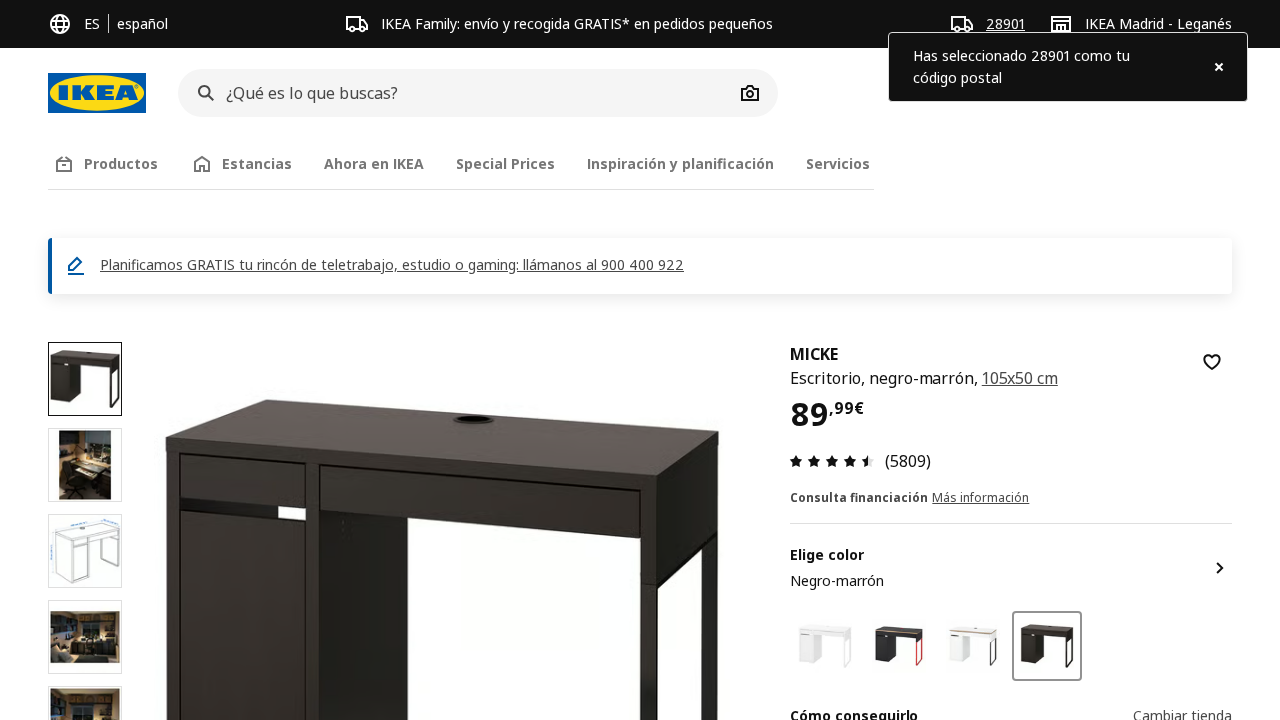 ES
español
IKEA Family: envío y recogida GRATIS* en pedidos pequeños
28901
IKEA Madrid - Leganés
Has seleccionado 28901 como tu
código postal
IKEA
¿Qué es lo que buscas?
Productos
Estancias
Ahora en IKEA
Special Prices
Inspiración y planificación
Servicios
Planificamos GRATIS tu rincón de teletrabajo, estudio o gaming: llámanos al 900 400 922
MICKE
Escritorio, negro-marrón, 105x50 cm
89,99€
(5809)
Consulta financiación Más información
Elige color
Negro-marrón
Cómo conseguirlo
Cambiar tienda